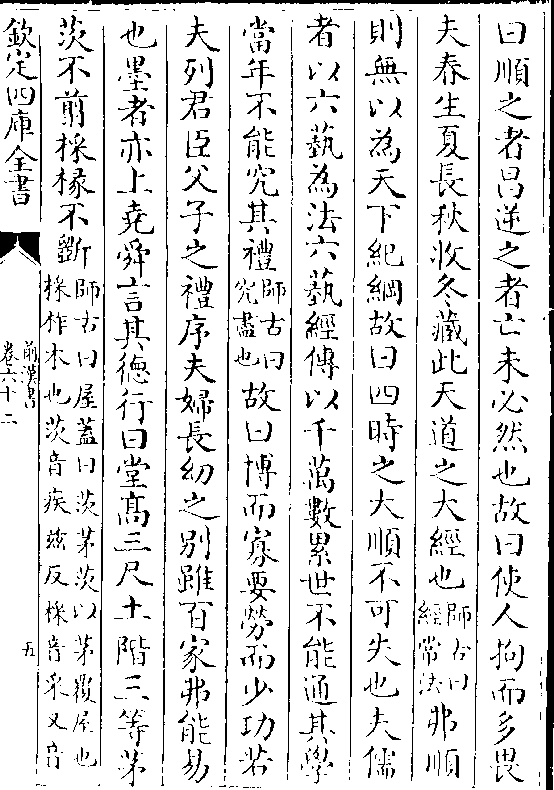 曰順之者昌逆之者亡未必然也故曰使人拘而多畏
夫春生夏長秋收冬藏此天道之大經也師古曰經常法弗順
則無以為天下紀綱故曰四時之大順不可失也夫儒
者以六藝為法六藝經傳以千萬數累世不能通其學
當年不能究其禮師古曰究盡也故曰博而寡要勞而少功若
夫列君臣父子之禮序夫婦長幼之別雖百家弗能易
也墨者亦上堯舜言其德行曰堂高三尺土階三等茅
茨不翦採椽不斵師古曰屋蓋曰茨茅茨以茅覆屋也採柞木也茨音疾兹反採音采又音
欽定四庫全書
前漢書
卷六十二
五